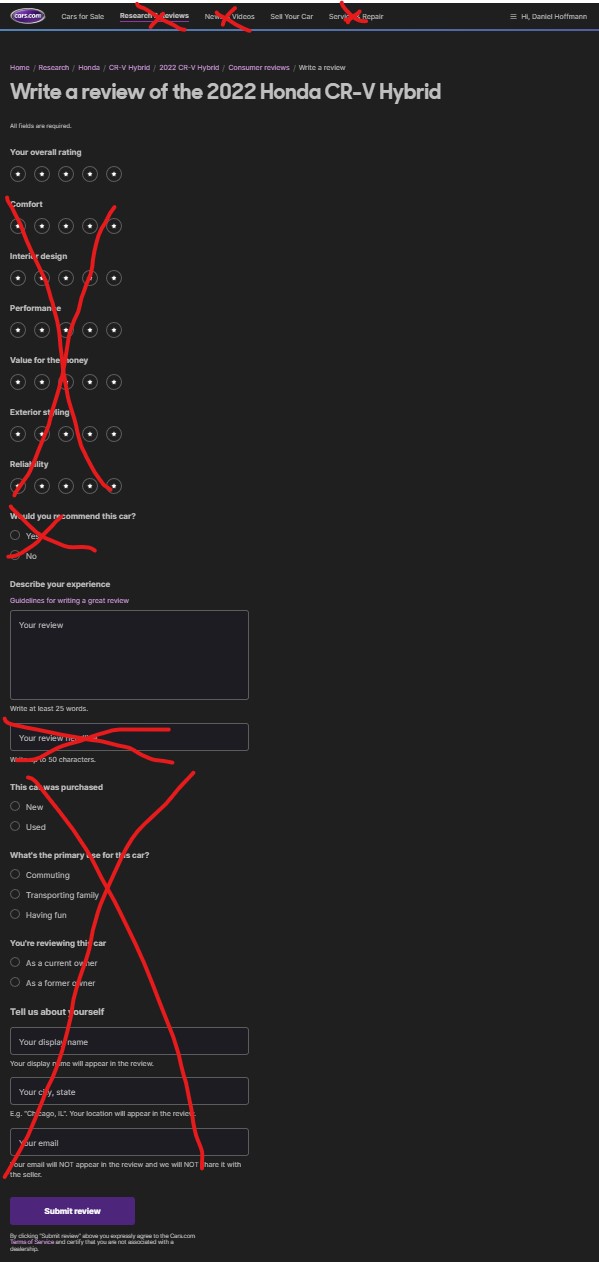 cars.com
Cars for Sale
Research & Reviews
News & Videos
Sell Your Car
Service & Repair
Hi, Daniel Hoffmann
Home / Research / Honda / CR-V Hybrid / 2022 CR-V Hybrid / Consumer reviews / Write a review
Write a review of the 2022 Honda CR-V Hybrid
All fields are required.
Your overall rating
Comfort
Interior design
Performance
Value for the money
Exterior styling
Reliability
Would you recommend this car?
Yes
No
Describe your experience
Guidelines for writing a great review
Your review
Write at least 25 words.
Your review headline
Write up to 50 characters.
This car was purchased
New
Used
What's the primary use for this car?
Commuting
Transporting family
Having fun
You're reviewing this car
As a current owner
As a former owner
Tell us about yourself
Your display name
Your display name will appear in the review.
Your city, state
E.g. "Chicago, IL". Your location will appear in the review.
Your email
Your email will NOT appear in the review and we will NOT share it with
the seller.
Submit review
By clicking "Submit review" above you expressly agree to the Cars.com
Terms of Service and certify that you are not associated with a
dealership.